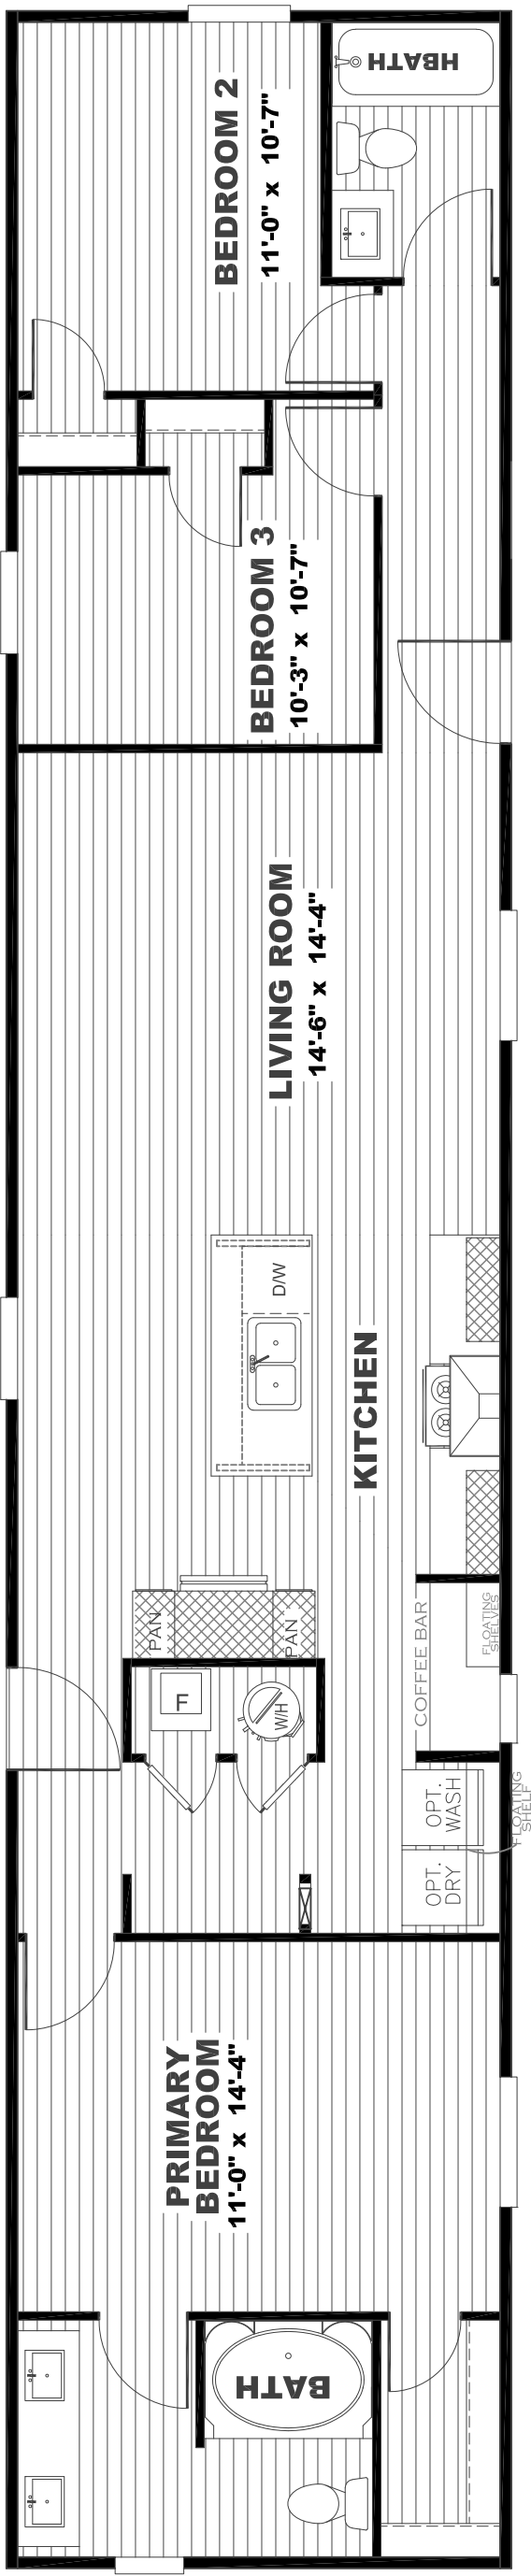 HBATH
BEDROOM 2
11'-0" x 10'-7"
BEDROOM 3
10'-3" x 10'-7"
LIVING ROOM
14'-6" x 14'-4"
D/W
KITCHEN
PAN
PAN
COFFEE BAR
FLOATING
SHELVES
F
W/H
OPT.
WASH
FLOATING
SHELF
OPT.
DRY
PRIMARY
BEDROOM
11'-0" x 14'-4"
BATH